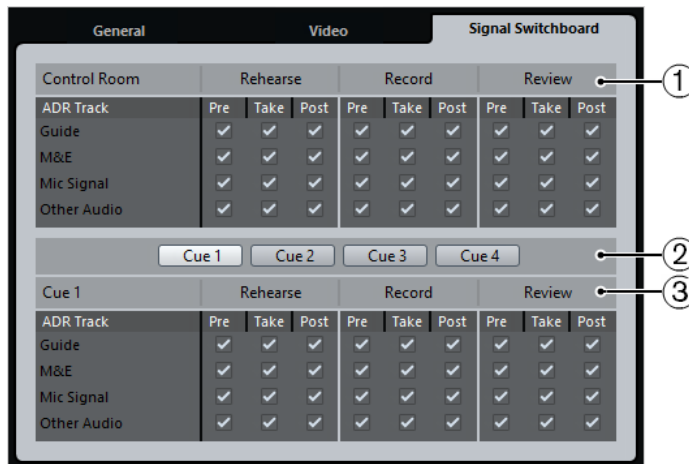 General Video Signal Switchboard
Control Room Rehearse Record Review 1
ADR Track Pre Take Post Pre Take Post Pre Take Post
Guide
M&E
Mic Signal
Other Audio
Cue 1 Cue 2 Cue 3 Cue 4 2
Cue 1 Rehearse Record Review 3
ADR Track Pre Take Post Pre Take Post Pre Take Post
Guide
M&E
Mic Signal
Other Audio